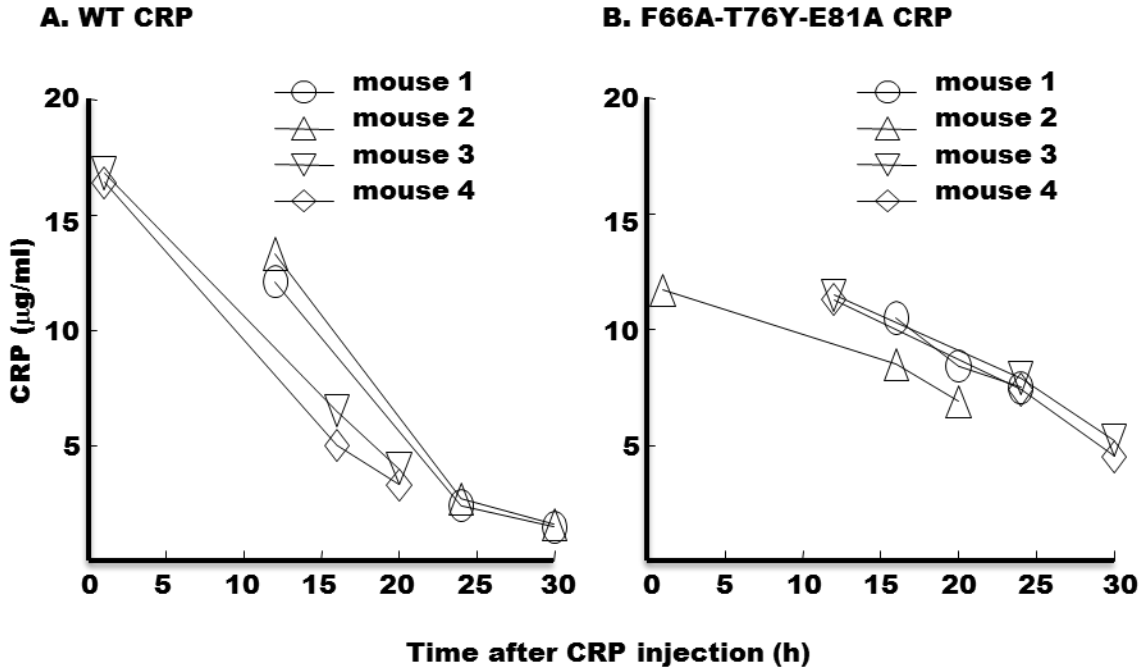 A. WT CRP
B. F66A-T76Y-E81A CRP
mouse 1
mouse 2
mouse 3
mouse 4
mouse 1
mouse 2
mouse 3
mouse 4
CRP (µg/ml)
20
15
10
5
0 5 10 15 20 25 30
20
15
10
5
0 5 10 15 20 25 30
Time after CRP injection (h)